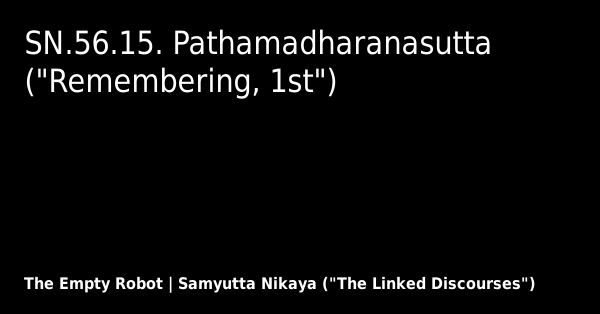 SN.56.15. Pathamadharanasutta
("Remembering, 1st")
The Empty Robot | Samyutta Nikaya ("The Linked Discourses")